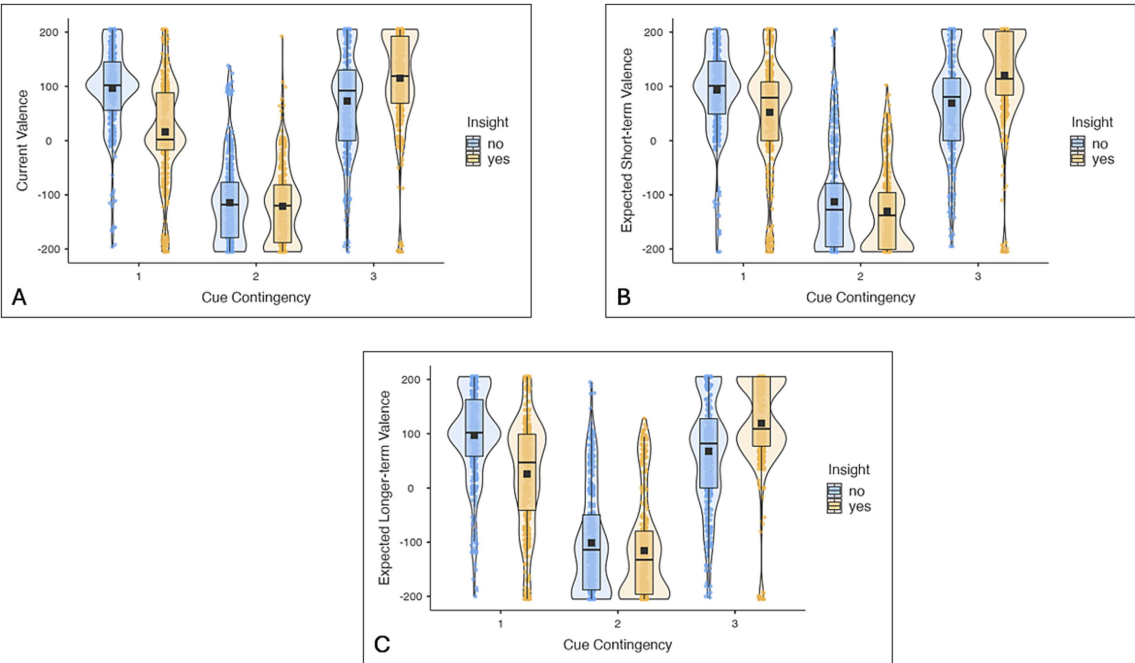 200
100
0
-100
-200
Current Valence
1
2
3
Cue Contingency
Insight
no
yes
A
200
100
0
-100
-200
Expected Short-term Valence
1
2
3
Cue Contingency
Insight
no
yes
B
200
100
0
-100
-200
Expected Longer-term Valence
1
2
3
Cue Contingency
Insight
no
yes
C